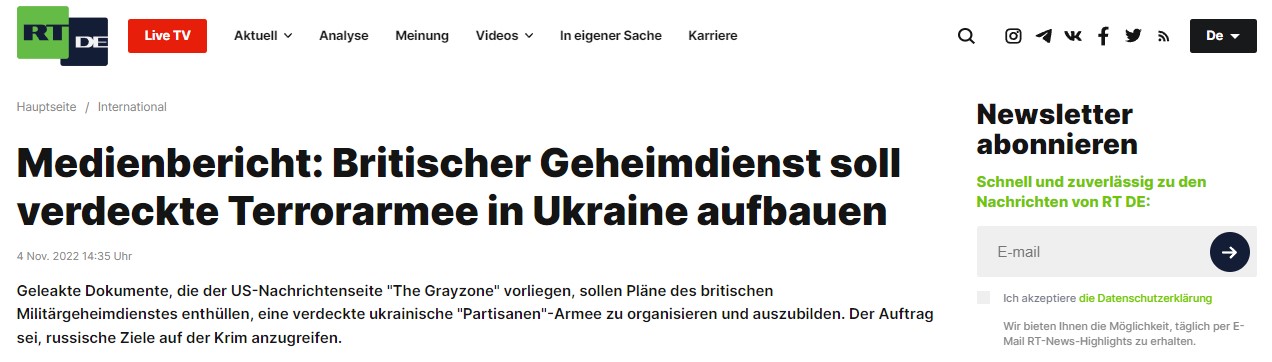 RT DE
Live TV
Aktuell
Analyse
Meinung
Videos
In eigener Sache
Karriere
De
Hauptseite / International
Medienbericht: Britischer Geheimdienst soll
verdeckte Terrorarmee in Ukraine aufbauen
4 Nov. 2022 14:35 Uhr
Geleakte Dokumente, die der US-Nachrichtenseite "The Grayzone" vorliegen, sollen Pläne des britischen
Militärgeheimdienstes enthüllen, eine verdeckte ukrainische "Partisanen"-Armee zu organisieren und auszubilden. Der Auftrag
sei, russische Ziele auf der Krim anzugreifen.
Newsletter
abonnieren
Schnell und zuverlässig zu den
Nachrichten von RT DE:
E-mail
Ich akzeptiere die Datenschutzerklärung
Wir bieten Ihnen die Möglichkeit, täglich per E-
Mail RT-News-Highlights zu erhalten.